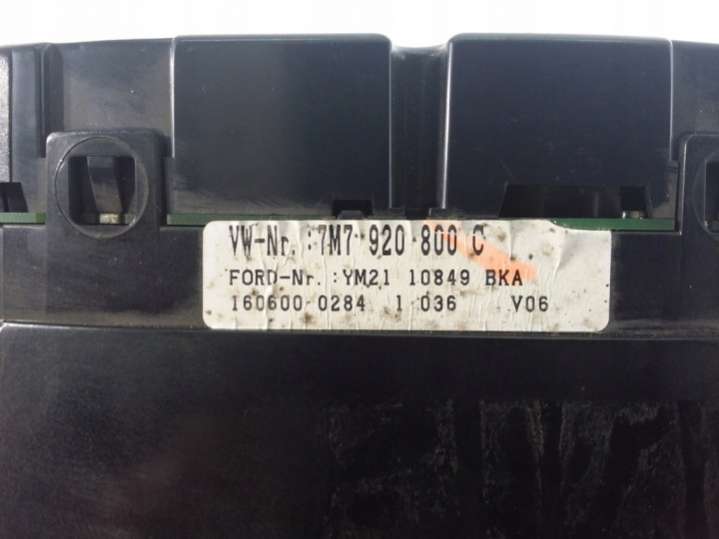 VW-Nr. :7M7 920 800 C
FORD-Nr. :YM21 10849 BKA
160600 0284 1 036 V06